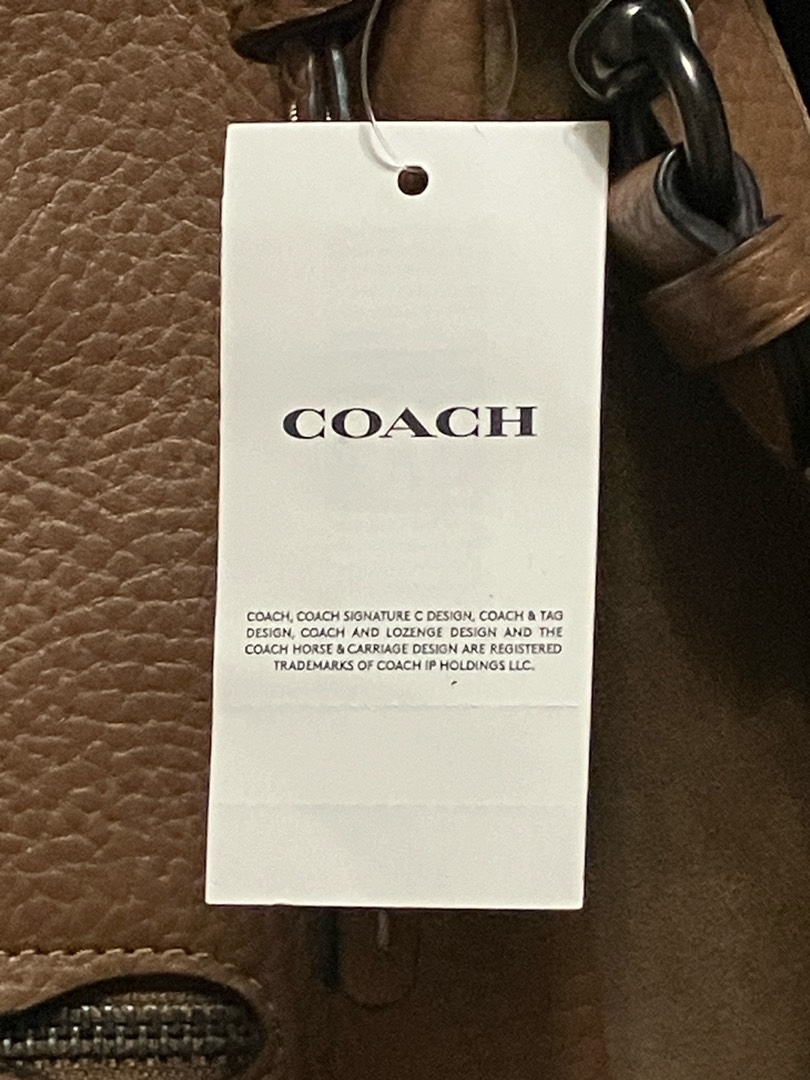 COACH
COACH, COACH SIGNATURE C DESIGN, COACH & TAG
DESIGN, COACH AND LOZENGE DESIGN AND THE
COACH HORSE & CARRIAGE DESIGN ARE REGISTERED
TRADEMARKS OF COACH IP HOLDINGS LLC.